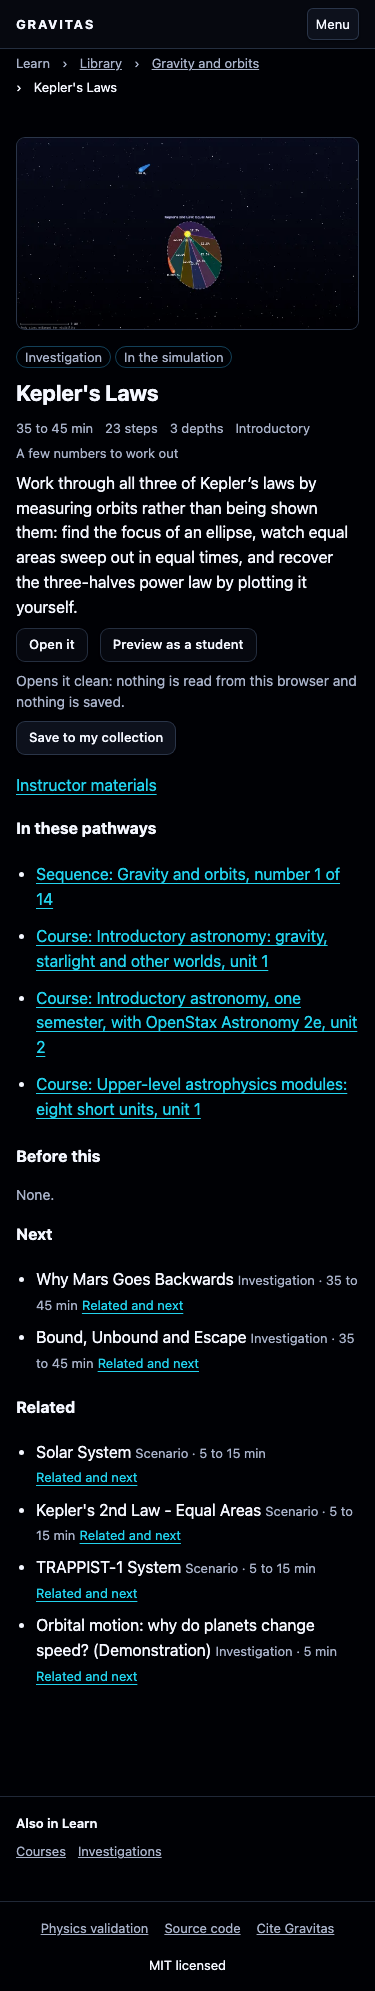 GRAVITAS
Menu
Learn › Library › Gravity and orbits
› Kepler's Laws
Investigation
In the simulation
Kepler's Laws
35 to 45 min 23 steps 3 depths Introductory
A few numbers to work out
Work through all three of Kepler’s laws by
measuring orbits rather than being shown
them: find the focus of an ellipse, watch equal
areas sweep out in equal times, and recover
the three-halves power law by plotting it
yourself.
Open it
Preview as a student
Opens it clean: nothing is read from this browser and
nothing is saved.
Save to my collection
Instructor materials
In these pathways
• Sequence: Gravity and orbits, number 1 of
14
• Course: Introductory astronomy: gravity,
starlight and other worlds, unit 1
• Course: Introductory astronomy, one
semester, with OpenStax Astronomy 2e, unit
2
• Course: Upper-level astrophysics modules:
eight short units, unit 1
Before this
None.
Next
• Why Mars Goes Backwards Investigation · 35 to
45 min Related and next
• Bound, Unbound and Escape Investigation · 35
to 45 min Related and next
Related
• Solar System Scenario · 5 to 15 min
Related and next
• Kepler's 2nd Law - Equal Areas Scenario · 5 to
15 min Related and next
• TRAPPIST-1 System Scenario · 5 to 15 min
Related and next
• Orbital motion: why do planets change
speed? (Demonstration) Investigation · 5 min
Related and next
Also in Learn
Courses Investigations
Physics validation Source code Cite Gravitas
MIT licensed